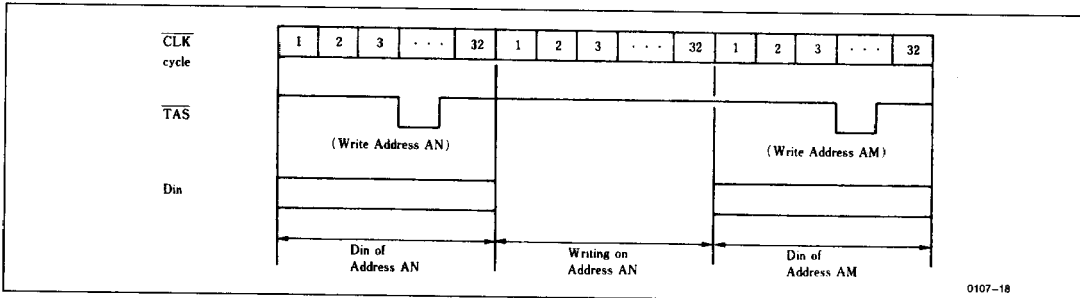 CLK
cycle
1 2 3 · · · 32 1 2 3 · · · 32 1 2 3 · · · 32
TAS
(Write Address AN)
(Write Address AM)
Din
Din of
Address AN
Writing on
Address AN
Din of
Address AM
0107–18